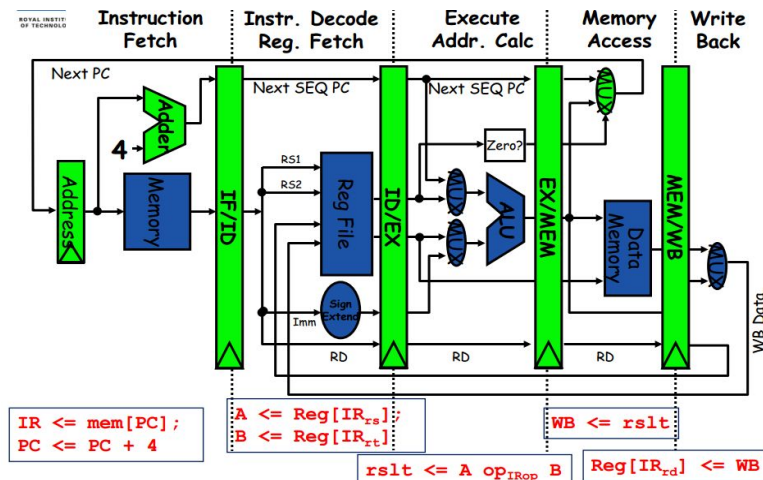 ROYAL INSTIT
OF TECHNOLO
Instruction
Fetch
Instr. Decode
Reg. Fetch
Execute
Addr. Calc
Memory
Access
Write
Back
Next PC
Next SEQ PC
Next SEQ PC
MUX
Adder
4
Zero?
RS1
RS2
Address
Memory
IF/ID
Reg File
ID/EX
MUX
MUX
ALU
EX/MEM
Data
Memory
MEM/WB
MUX
Sign
Extend
Imm
RD
RD
RD
WB Data
IR <= mem[PC];
PC <= PC + 4
A <= Reg[IRrs];
B <= Reg[IRrt]
WB <= rslt
rslt <= A opIRop B
Reg[IRrd] <= WB